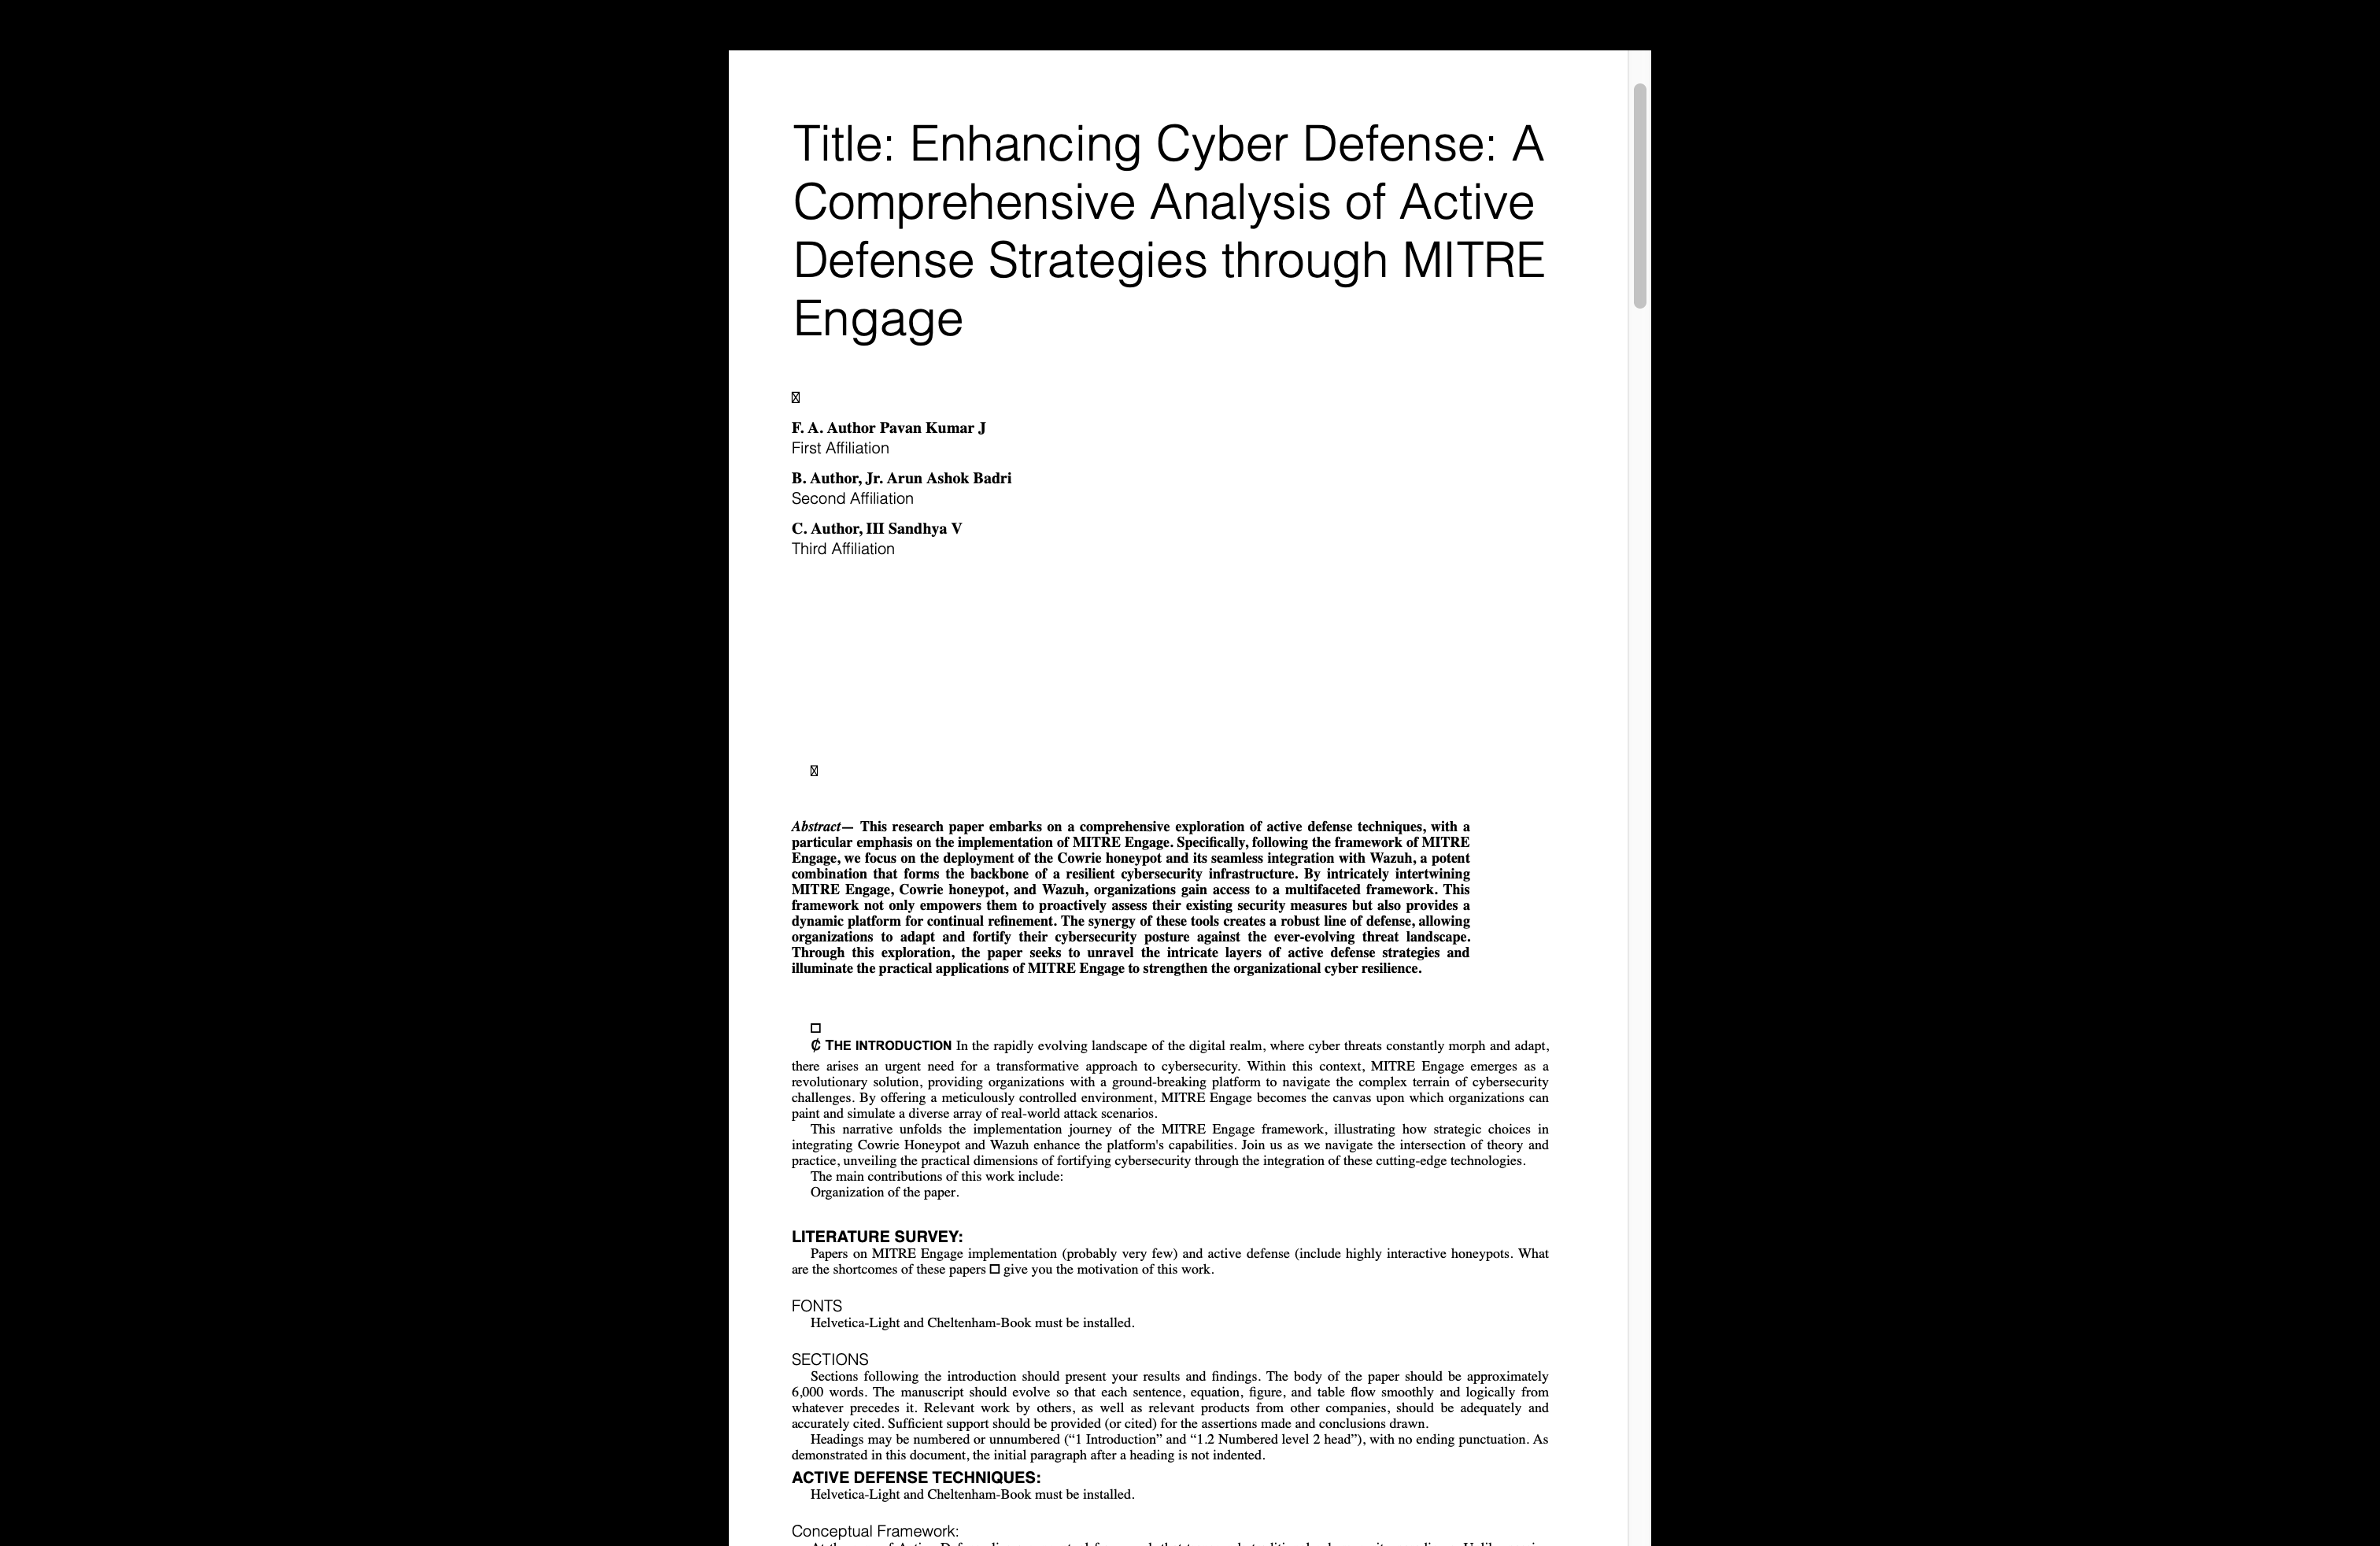 Title: Enhancing Cyber Defense: A
Comprehensive Analysis of Active
Defense Strategies through MITRE
Engage
F. A. Author Pavan Kumar J
First Affiliation
B. Author, Jr. Arun Ashok Badri
Second Affiliation
C. Author, III Sandhya V
Third Affiliation
Abstract— This research paper embarks on a comprehensive exploration of active defense techniques, with a
particular emphasis on the implementation of MITRE Engage. Specifically, following the framework of MITRE
Engage, we focus on the deployment of the Cowrie honeypot and its seamless integration with Wazuh, a potent
combination that forms the backbone of a resilient cybersecurity infrastructure. By intricately intertwining
MITRE Engage, Cowrie honeypot, and Wazuh, organizations gain access to a multifaceted framework. This
framework not only empowers them to proactively assess their existing security measures but also provides a
dynamic platform for continual refinement. The synergy of these tools creates a robust line of defense, allowing
organizations to adapt and fortify their cybersecurity posture against the ever-evolving threat landscape.
Through this exploration, the paper seeks to unravel the intricate layers of active defense strategies and
illuminate the practical applications of MITRE Engage to strengthen the organizational cyber resilience.
₵ THE INTRODUCTION In the rapidly evolving landscape of the digital realm, where cyber threats constantly morph and adapt,
there arises an urgent need for a transformative approach to cybersecurity. Within this context, MITRE Engage emerges as a
revolutionary solution, providing organizations with a ground-breaking platform to navigate the complex terrain of cybersecurity
challenges. By offering a meticulously controlled environment, MITRE Engage becomes the canvas upon which organizations can
paint and simulate a diverse array of real-world attack scenarios.
This narrative unfolds the implementation journey of the MITRE Engage framework, illustrating how strategic choices in
integrating Cowrie Honeypot and Wazuh enhance the platform's capabilities. Join us as we navigate the intersection of theory and
practice, unveiling the practical dimensions of fortifying cybersecurity through the integration of these cutting-edge technologies.
The main contributions of this work include:
Organization of the paper.
LITERATURE SURVEY:
Papers on MITRE Engage implementation (probably very few) and active defense (include highly interactive honeypots. What
are the shortcomes of these papers □ give you the motivation of this work.
FONTS
Helvetica-Light and Cheltenham-Book must be installed.
SECTIONS
Sections following the introduction should present your results and findings. The body of the paper should be approximately
6,000 words. The manuscript should evolve so that each sentence, equation, figure, and table flow smoothly and logically from
whatever precedes it. Relevant work by others, as well as relevant products from other companies, should be adequately and
accurately cited. Sufficient support should be provided (or cited) for the assertions made and conclusions drawn.
Headings may be numbered or unnumbered (“1 Introduction” and “1.2 Numbered level 2 head”), with no ending punctuation. As
demonstrated in this document, the initial paragraph after a heading is not indented.
ACTIVE DEFENSE TECHNIQUES:
Helvetica-Light and Cheltenham-Book must be installed.
Conceptual Framework: